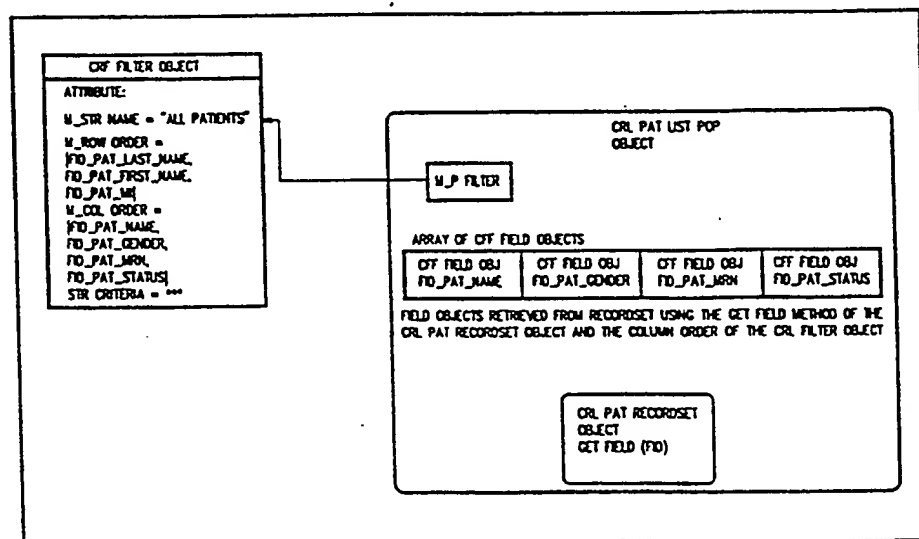 CRF FILTER OBJECT
ATTRIBUTE:
M_STR NAME = "ALL PATIENTS"
M_ROW ORDER =
{FID_PAT_LAST_NAME,
FID_PAT_FIRST_NAME,
FID_PAT_MI}
M_COL ORDER =
{FID_PAT_NAME,
FID_PAT_GENDER,
FID_PAT_MRN,
FID_PAT_STATUS}
STR CRITERIA = "*"
CRL PAT LIST POP
OBJECT
M_P FILTER
ARRAY OF CFF FIELD OBJECTS
CFF FIELD OBJ
FID_PAT_NAME
CFF FIELD OBJ
FID_PAT_GENDER
CFF FIELD OBJ
FID_PAT_MRN
CFF FIELD OBJ
FID_PAT_STATUS
FIELD OBJECTS RETRIEVED FROM RECORDSET USING THE GET FIELD METHOD OF THE
CRL PAT RECORDSET OBJECT AND THE COLUMN ORDER OF THE CRL FILTER OBJECT
CRL PAT RECORDSET
OBJECT
GET FIELD (FID)